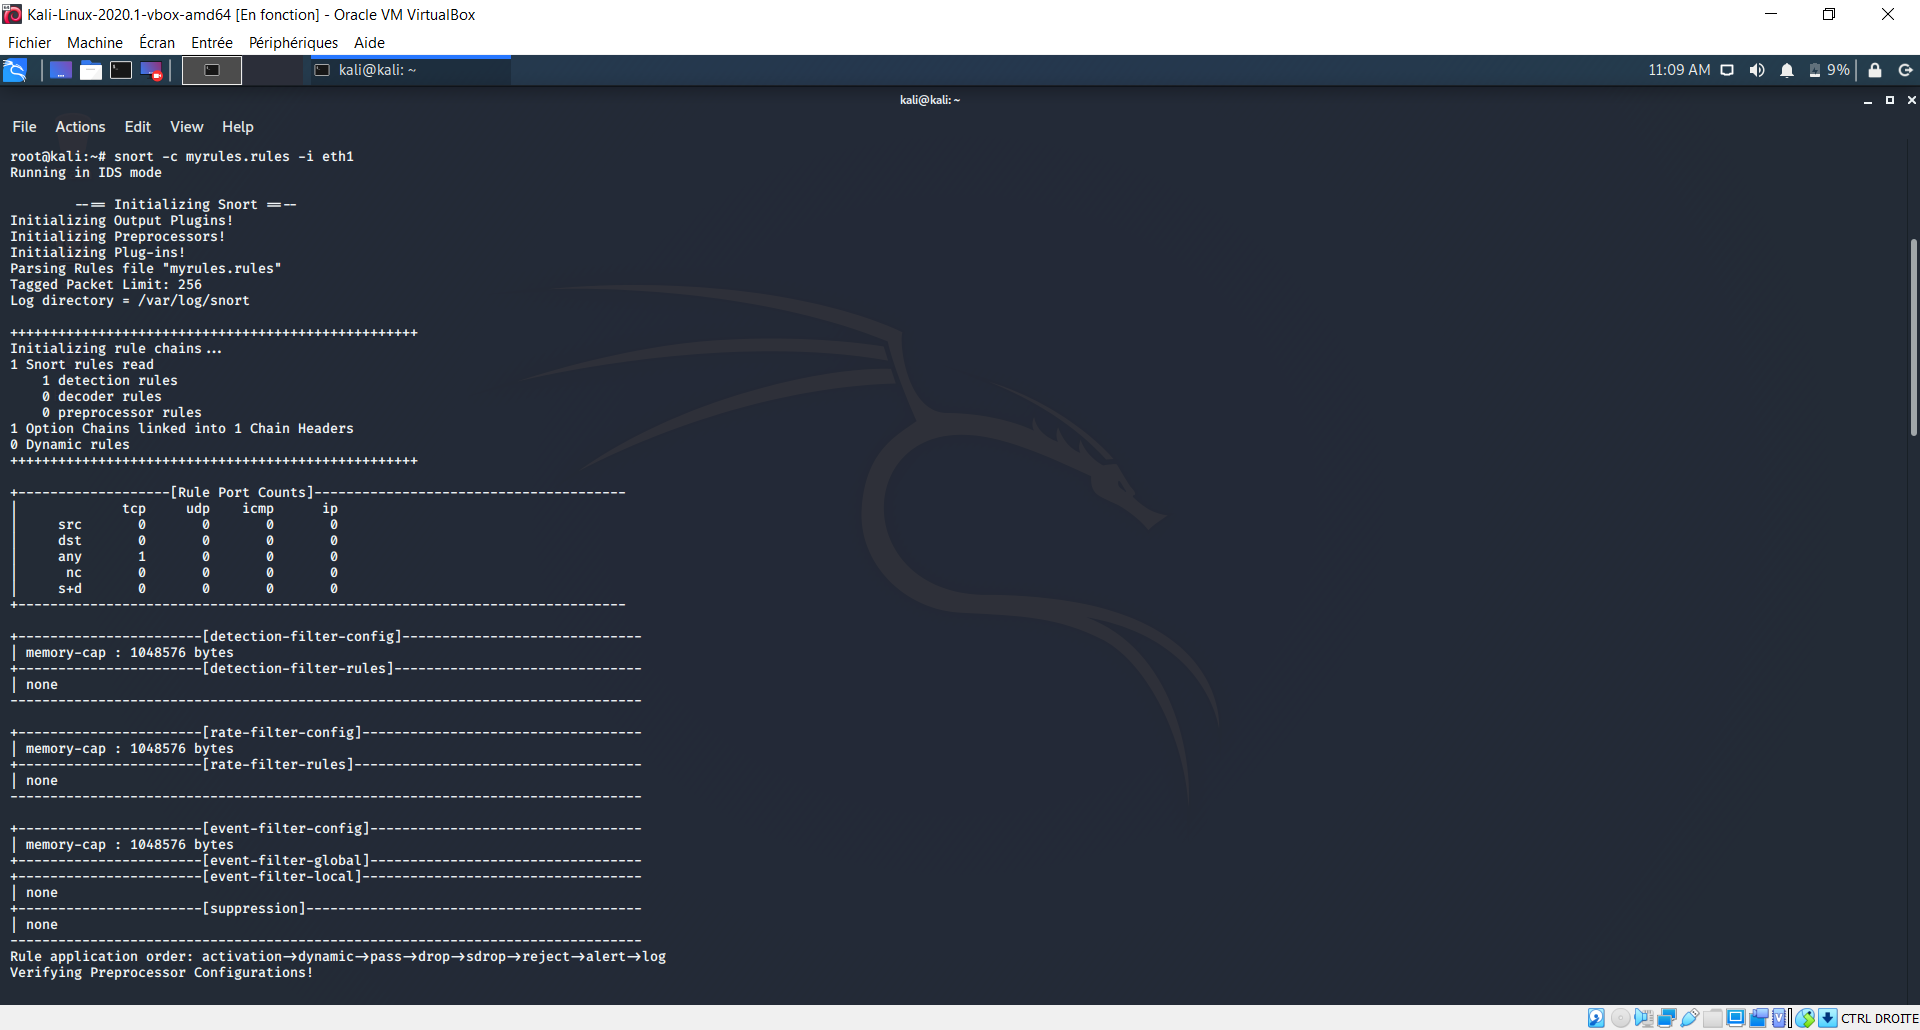 Kali-Linux-2020.1-vbox-amd64 [En fonction] - Oracle VM VirtualBox
Fichier Machine Écran Entrée Périphériques Aide
kali@kali: ~ 11:09 AM 9%
kali@kali: ~
File Actions Edit View Help
root@kali:~# snort -c myrules.rules -i eth1
Running in IDS mode
--== Initializing Snort ==--
Initializing Output Plugins!
Initializing Preprocessors!
Initializing Plug-ins!
Parsing Rules file "myrules.rules"
Tagged Packet Limit: 256
Log directory = /var/log/snort
+++++++++++++++++++++++++++++++++++++++++++++++++++
Initializing rule chains...
1 Snort rules read
1 detection rules
0 decoder rules
0 preprocessor rules
1 Option Chains linked into 1 Chain Headers
0 Dynamic rules
+++++++++++++++++++++++++++++++++++++++++++++++++++
+-------------------[Rule Port Counts]---------------------------------------
| tcp udp icmp ip
| src 0 0 0 0
| dst 0 0 0 0
| any 1 0 0 0
| nc 0 0 0 0
| s+d 0 0 0 0
+----------------------------------------------------------------------------
+-----------------------[detection-filter-config]------------------------------
| memory-cap : 1048576 bytes
+-----------------------[detection-filter-rules]-------------------------------
| none
-------------------------------------------------------------------------------
+-----------------------[rate-filter-config]-----------------------------------
| memory-cap : 1048576 bytes
+-----------------------[rate-filter-rules]------------------------------------
| none
-------------------------------------------------------------------------------
+-----------------------[event-filter-config]----------------------------------
| memory-cap : 1048576 bytes
+-----------------------[event-filter-global]----------------------------------
+-----------------------[event-filter-local]-----------------------------------
| none
+-----------------------[suppression]------------------------------------------
| none
-------------------------------------------------------------------------------
Rule application order: activation->dynamic->pass->drop->sdrop->reject->alert->log
Verifying Preprocessor Configurations!
CTRL DROITE